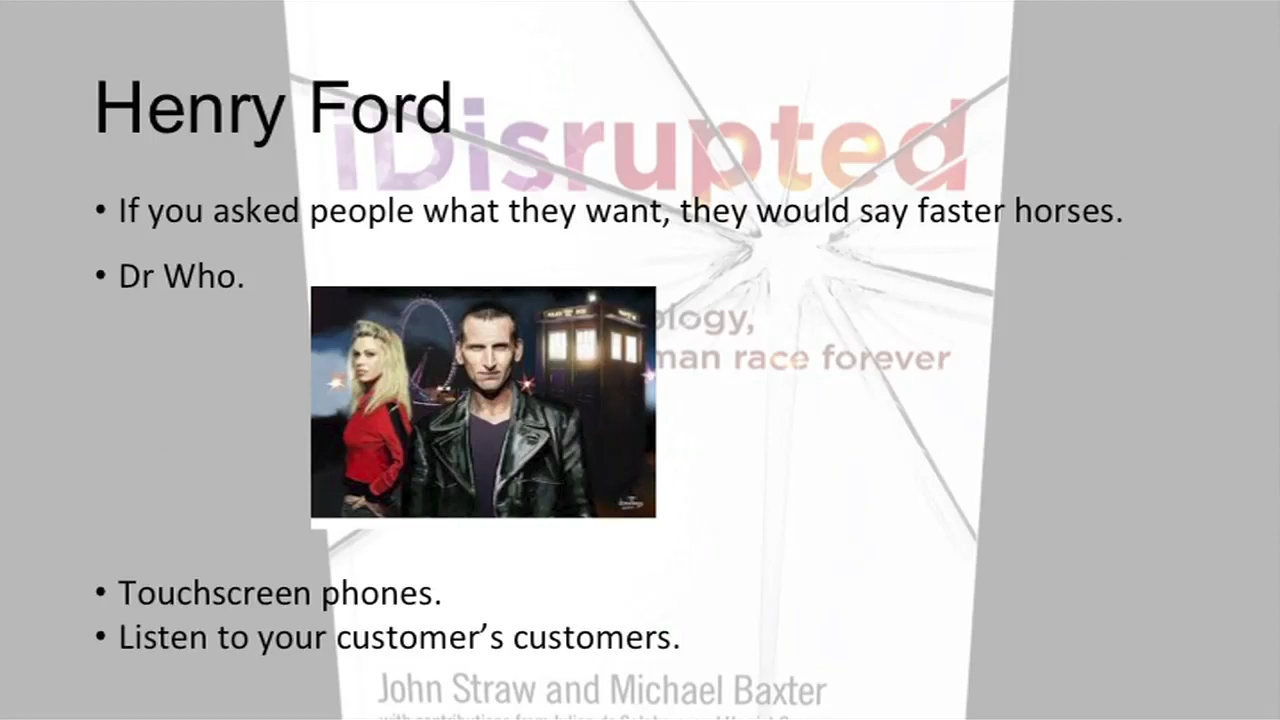 Henry Ford
iDisrupted
• If you asked people what they want, they would say faster horses.
• Dr Who.
man race forever
• Touchscreen phones.
• Listen to your customer’s customers.
John Straw and Michael Baxter